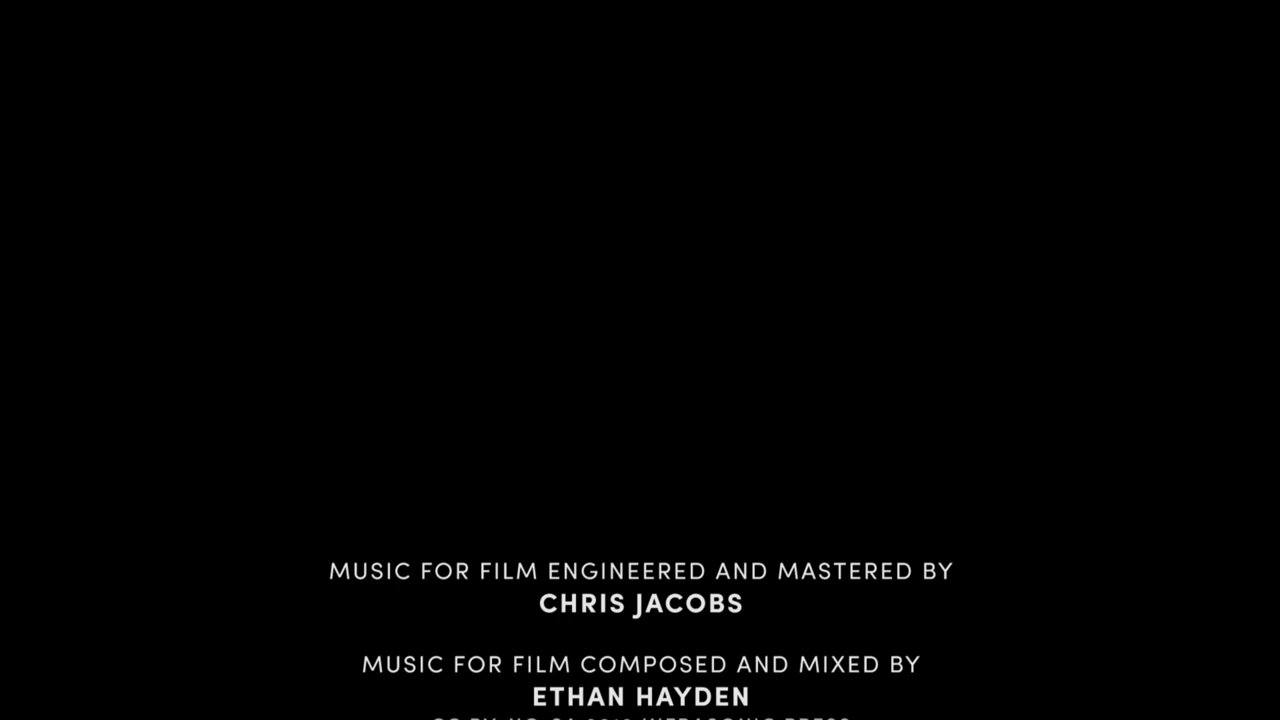 MUSIC FOR FILM ENGINEERED AND MASTERED BY
CHRIS JACOBS
MUSIC FOR FILM COMPOSED AND MIXED BY
ETHAN HAYDEN